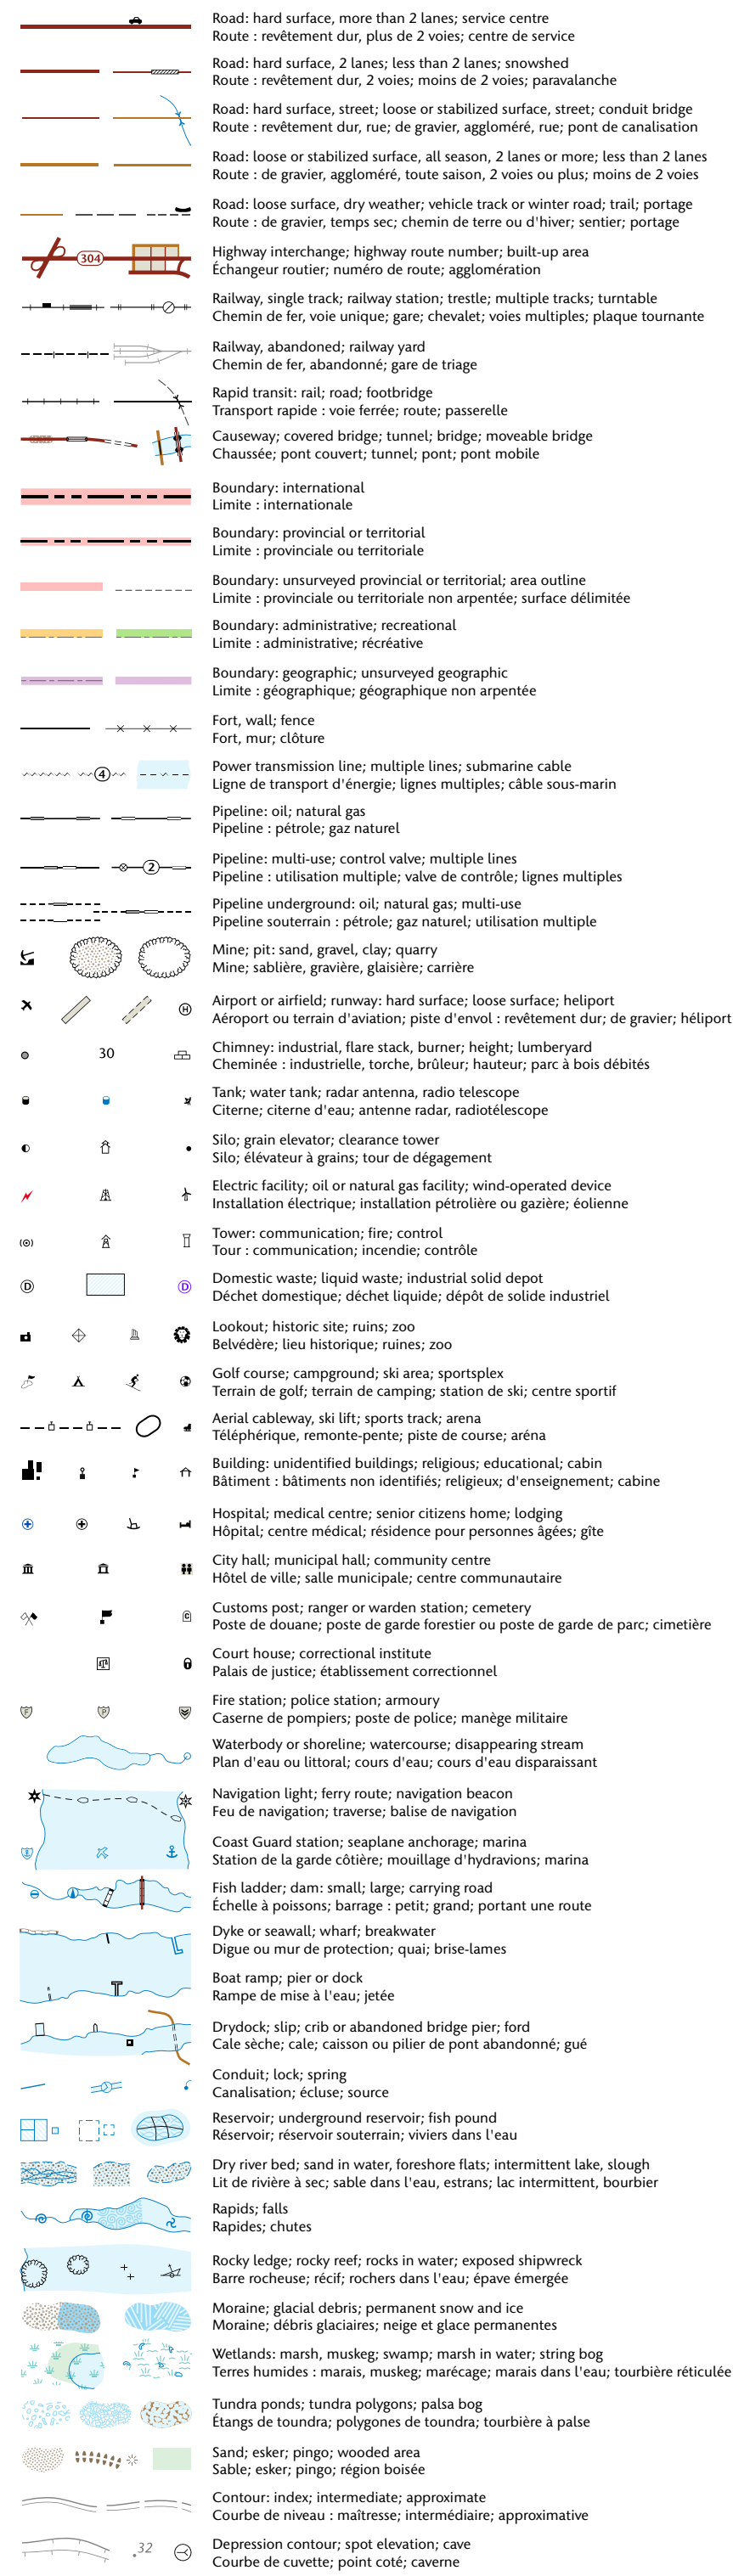 Road: hard surface, more than 2 lanes; service centre
Route : revêtement dur, plus de 2 voies; centre de service
Road: hard surface, 2 lanes; less than 2 lanes; snowshed
Route : revêtement dur, 2 voies; moins de 2 voies; paravalanche
Road: hard surface, street; loose or stabilized surface, street; conduit bridge
Route : revêtement dur, rue; de gravier, aggloméré, rue; pont de canalisation
Road: loose or stabilized surface, all season, 2 lanes or more; less than 2 lanes
Route : de gravier, aggloméré, toute saison, 2 voies ou plus; moins de 2 voies
Road: loose surface, dry weather; vehicle track or winter road; trail; portage
Route : de gravier, temps sec; chemin de terre ou d'hiver; sentier; portage
304
Highway interchange; highway route number; built-up area
Échangeur routier; numéro de route; agglomération
Railway, single track; railway station; trestle; multiple tracks; turntable
Chemin de fer, voie unique; gare; chevalet; voies multiples; plaque tournante
Railway, abandoned; railway yard
Chemin de fer, abandonné; gare de triage
Rapid transit: rail; road; footbridge
Transport rapide : voie ferrée; route; passerelle
Causeway; covered bridge; tunnel; bridge; moveable bridge
Chaussée; pont couvert; tunnel; pont; pont mobile
Boundary: international
Limite : internationale
Boundary: provincial or territorial
Limite : provinciale ou territoriale
Boundary: unsurveyed provincial or territorial; area outline
Limite : provinciale ou territoriale non arpentée; surface délimitée
Boundary: administrative; recreational
Limite : administrative; récréative
Boundary: geographic; unsurveyed geographic
Limite : géographique; géographique non arpentée
Fort, wall; fence
Fort, mur; clôture
4
Power transmission line; multiple lines; submarine cable
Ligne de transport d'énergie; lignes multiples; câble sous-marin
Pipeline: oil; natural gas
Pipeline : pétrole; gaz naturel
2
Pipeline: multi-use; control valve; multiple lines
Pipeline : utilisation multiple; valve de contrôle; lignes multiples
Pipeline underground: oil; natural gas; multi-use
Pipeline souterrain : pétrole; gaz naturel; utilisation multiple
Mine; pit: sand, gravel, clay; quarry
Mine; sablière, gravière, glaisière; carrière
H
Airport or airfield; runway: hard surface; loose surface; heliport
Aéroport ou terrain d'aviation; piste d'envol : revêtement dur; de gravier; héliport
30
Chimney: industrial, flare stack, burner; height; lumberyard
Cheminée : industrielle, torche, brûleur; hauteur; parc à bois débités
Tank; water tank; radar antenna, radio telescope
Citerne; citerne d'eau; antenne radar, radiotélescope
Silo; grain elevator; clearance tower
Silo; élévateur à grains; tour de dégagement
Electric facility; oil or natural gas facility; wind-operated device
Installation électrique; installation pétrolière ou gazière; éolienne
Tower: communication; fire; control
Tour : communication; incendie; contrôle
D D
Domestic waste; liquid waste; industrial solid depot
Déchet domestique; déchet liquide; dépôt de solide industriel
Lookout; historic site; ruins; zoo
Belvédère; lieu historique; ruines; zoo
Golf course; campground; ski area; sportsplex
Terrain de golf; terrain de camping; station de ski; centre sportif
Aerial cableway, ski lift; sports track; arena
Téléphérique, remonte-pente; piste de course; aréna
Building: unidentified buildings; religious; educational; cabin
Bâtiment : bâtiments non identifiés; religieux; d'enseignement; cabine
Hospital; medical centre; senior citizens home; lodging
Hôpital; centre médical; résidence pour personnes âgées; gîte
City hall; municipal hall; community centre
Hôtel de ville; salle municipale; centre communautaire
C
Customs post; ranger or warden station; cemetery
Poste de douane; poste de garde forestier ou poste de garde de parc; cimetière
Court house; correctional institute
Palais de justice; établissement correctionnel
F P
Fire station; police station; armoury
Caserne de pompiers; poste de police; manège militaire
Waterbody or shoreline; watercourse; disappearing stream
Plan d'eau ou littoral; cours d'eau; cours d'eau disparaissant
Navigation light; ferry route; navigation beacon
Feu de navigation; traverse; balise de navigation
Coast Guard station; seaplane anchorage; marina
Station de la garde côtière; mouillage d'hydravions; marina
Fish ladder; dam: small; large; carrying road
Échelle à poissons; barrage : petit; grand; portant une route
Dyke or seawall; wharf; breakwater
Digue ou mur de protection; quai; brise-lames
Boat ramp; pier or dock
Rampe de mise à l'eau; jetée
Drydock; slip; crib or abandoned bridge pier; ford
Cale sèche; cale; caisson ou pilier de pont abandonné; gué
Conduit; lock; spring
Canalisation; écluse; source
Reservoir; underground reservoir; fish pound
Réservoir; réservoir souterrain; viviers dans l'eau
Dry river bed; sand in water, foreshore flats; intermittent lake, slough
Lit de rivière à sec; sable dans l'eau, estrans; lac intermittent, bourbier
Rapids; falls
Rapides; chutes
Rocky ledge; rocky reef; rocks in water; exposed shipwreck
Barre rocheuse; récif; rochers dans l'eau; épave émergée
Moraine; glacial debris; permanent snow and ice
Moraine; débris glaciaires; neige et glace permanentes
Wetlands: marsh, muskeg; swamp; marsh in water; string bog
Terres humides : marais, muskeg; marécage; marais dans l'eau; tourbière réticulée
Tundra ponds; tundra polygons; palsa bog
Étangs de toundra; polygones de toundra; tourbière à palse
Sand; esker; pingo; wooded area
Sable; esker; pingo; région boisée
Contour: index; intermediate; approximate
Courbe de niveau : maîtresse; intermédiaire; approximative
.32
Depression contour; spot elevation; cave
Courbe de cuvette; point coté; caverne